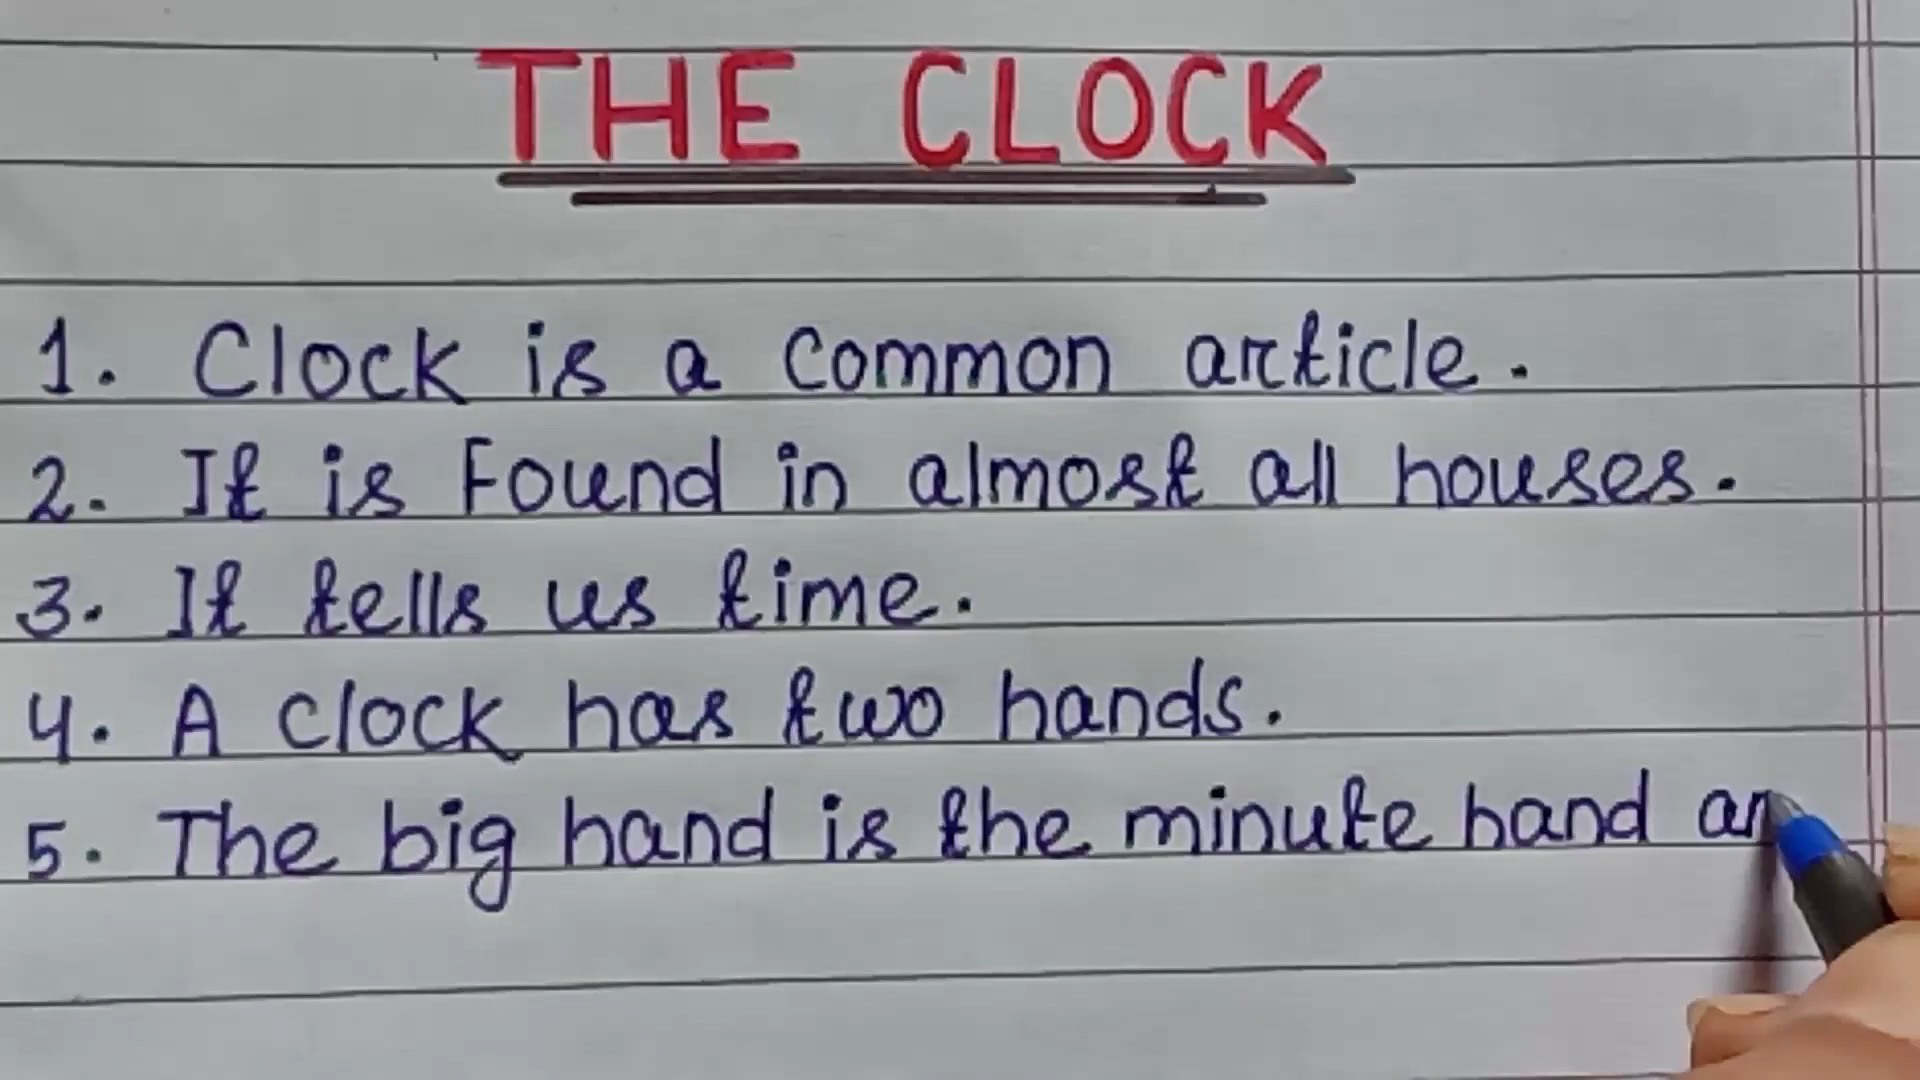 THE CLOCK
1. Clock is a common article.
2. It is Found in almost all houses.
3. It tells us time.
4. A clock has two hands.
5. The big hand is the minute hand an